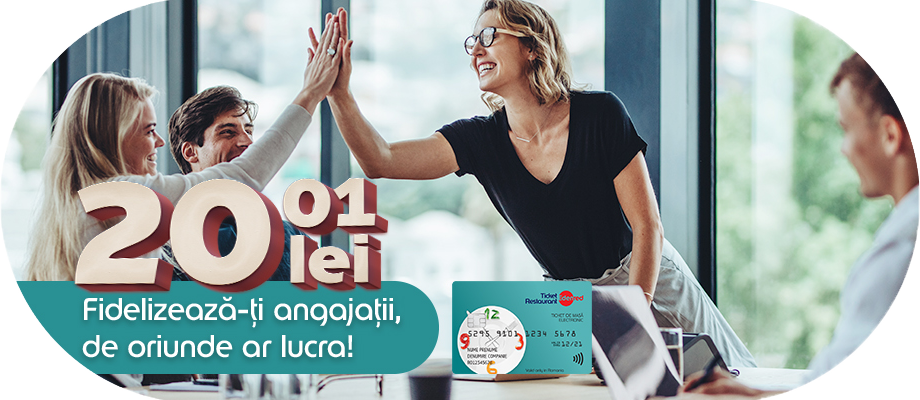 20 01
lei
Fidelizează-ți angajații,
de oriunde ar lucra!
Ticket
Restaurant
Edenred
TICHET DE MASĂ
ELECTRONIC
12
9
3
6
5295 9101 1234 5678
12/21
NUME PRENUME
DENUMIRE COMPANIE
Valid only in Romania